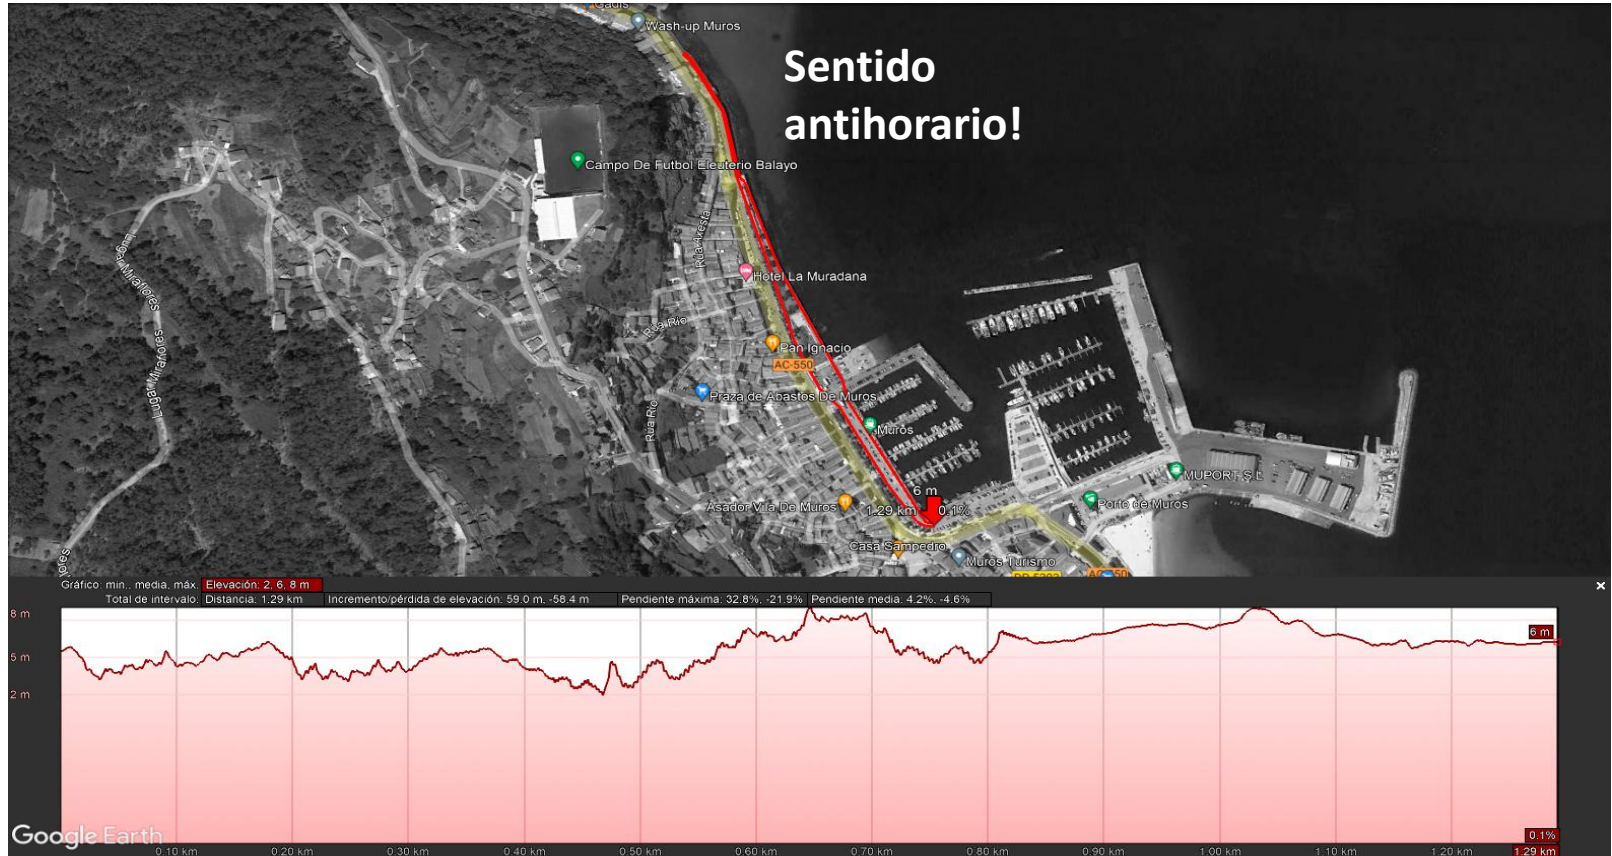 Gadis
Wash-up Muros
Sentido
antihorario!
Campo De Futbol Eleuterio Balayo
Rúa Axesta
Lugar Miraflores
Lugar Miraflores
Hotel La Muradana
Rúa Río
Pan Ignacio
AC-550
Praza de Abastos De Muros
Rúa Río
Muros
MUPORT S.L
6 m
Asador Vila De Muros
1.29 km
0.1%
Porto de Muros
Casa Sampedro
Muros Turismo
Gráfico: mín., media, máx. Elevación: 2, 6, 8 m
Total de intervalo: Distancia: 1.29 km Incremento/pérdida de elevación: 59.0 m, -58.4 m Pendiente máxima: 32.8%, -21.9% Pendiente media: 4.2%, -4.6%
8 m
6 m
5 m
2 m
Google Earth
0.1%
0.10 km 0.20 km 0.30 km 0.40 km 0.50 km 0.60 km 0.70 km 0.80 km 0.90 km 1.00 km 1.10 km 1.20 km 1.29 km